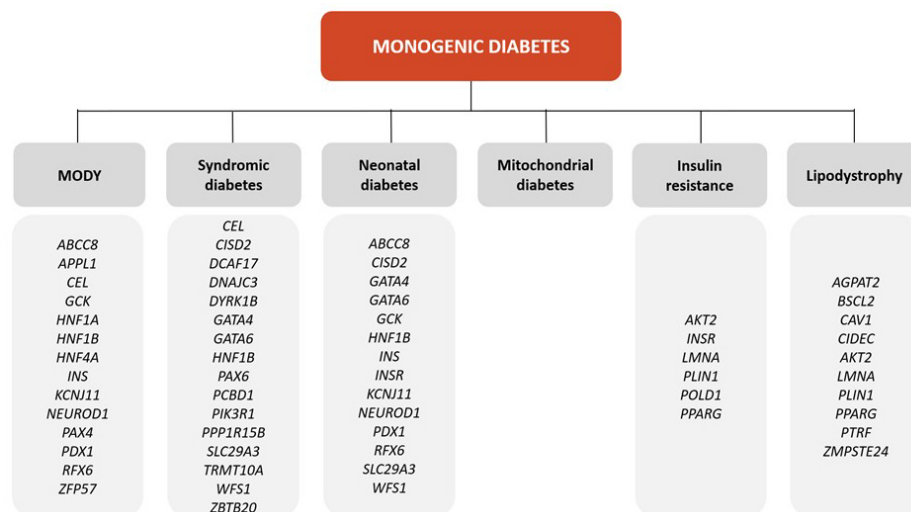 MONOGENIC DIABETES
MODY
Syndromic
diabetes
Neonatal
diabetes
Mitochondrial
diabetes
Insulin
resistance
Lipodystrophy
ABCC8
APPL1
CEL
GCK
HNF1A
HNF1B
HNF4A
INS
KCNJ11
NEUROD1
PAX4
PDX1
RFX6
ZFP57
CEL
CISD2
DCAF17
DNAJC3
DYRK1B
GATA4
GATA6
HNF1B
PAX6
PCBD1
PIK3R1
PPP1R15B
SLC29A3
TRMT10A
WFS1
ZBTB20
ABCC8
CISD2
GATA4
GATA6
GCK
HNF1B
INS
INSR
KCNJ11
NEUROD1
PDX1
RFX6
SLC29A3
WFS1
AKT2
INSR
LMNA
PLIN1
POLD1
PPARG
AGPAT2
BSCL2
CAV1
CIDEC
AKT2
LMNA
PLIN1
PPARG
PTRF
ZMPSTE24